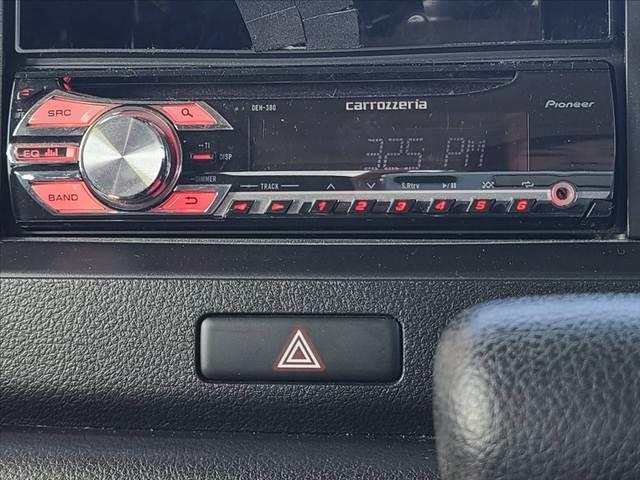 SRC
DEH-380
carrozzeria
Pioneer
3:25 PM
EQ
TI
DISP
DIMMER
TRACK
S.Rtrv
BAND
1 2 3 4 5 6